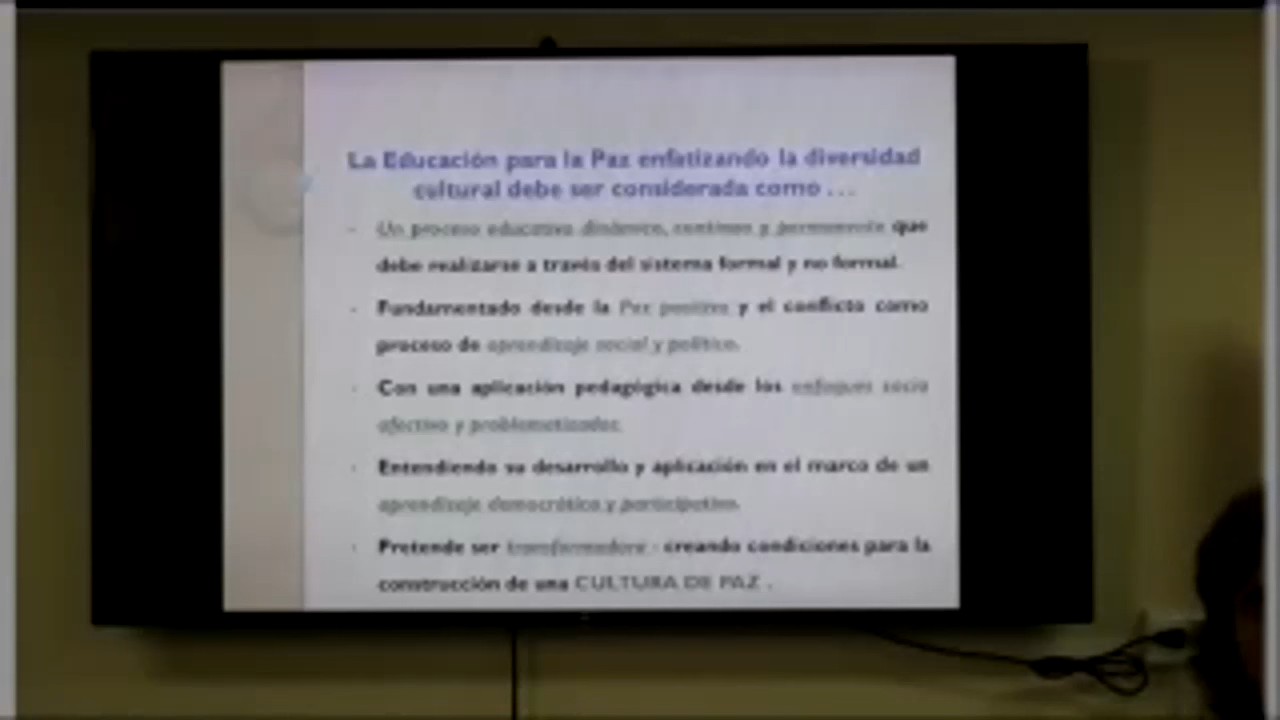 La Educación para la Paz enfatizando la diversidad
cultural debe ser considerada como ...
- Un proceso educativo dinámico, continuo y permanente que
debe realizarse a través del sistema formal y no formal.
- Fundamentado desde la Paz positiva y el conflicto como
proceso de aprendizaje social y político.
- Con una aplicación pedagógica desde los enfoques socio
afectivo y problematizador.
- Entendiendo su desarrollo y aplicación en el marco de un
aprendizaje democrático y participativo.
- Pretende ser transformadora - creando condiciones para la
construcción de una CULTURA DE PAZ .